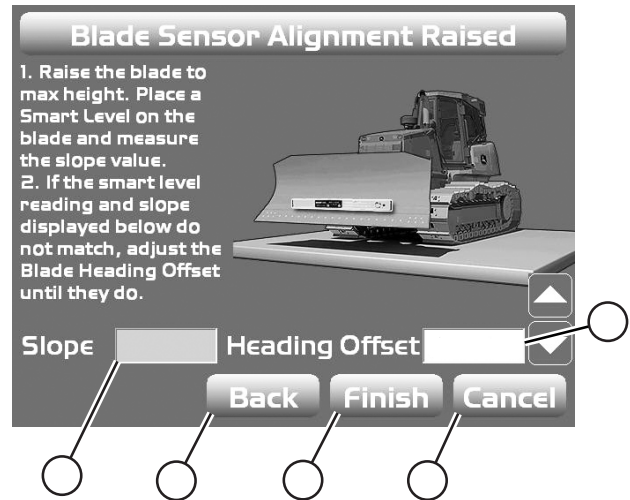 Blade Sensor Alignment Raised
1. Raise the blade to
max height. Place a
Smart Level on the
blade and measure
the slope value.
2. If the smart level
reading and slope
displayed below do
not match, adjust the
Blade Heading Offset
until they do.
Slope Heading Offset
Back Finish Cancel